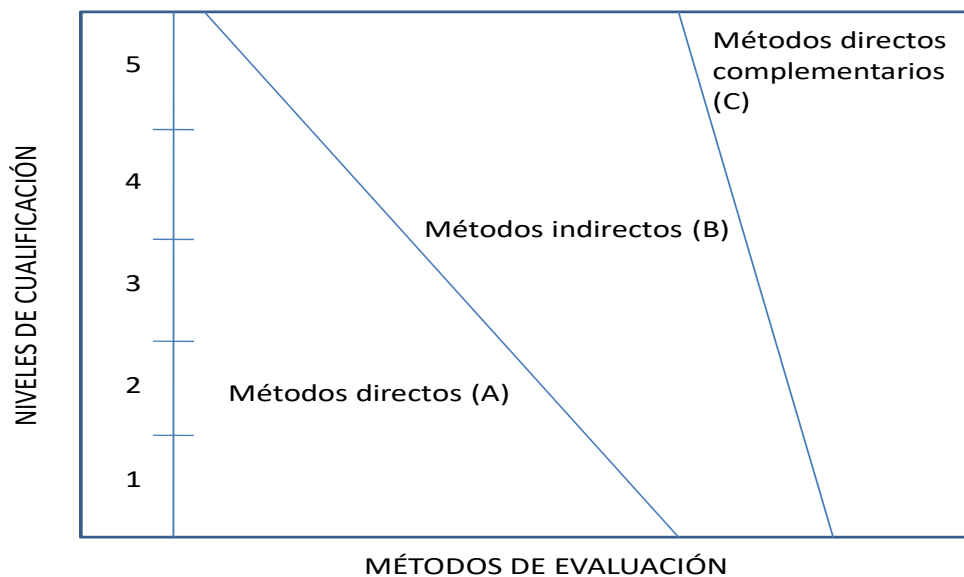 Métodos directos
complementarios
(C)
5
4
Métodos indirectos (B)
3
2
Métodos directos (A)
1
NIVELES DE CUALIFICACIÓN
MÉTODOS DE EVALUACIÓN